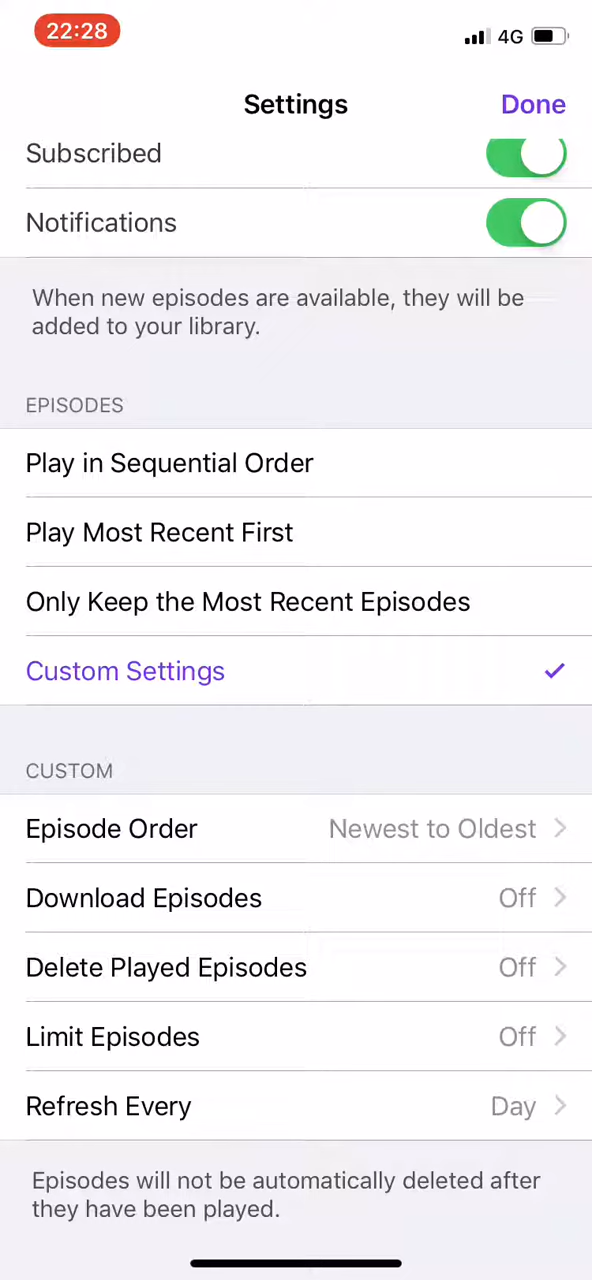 22:28
4G
Settings
Done
Subscribed
Notifications
When new episodes are available, they will be
added to your library.
EPISODES
Play in Sequential Order
Play Most Recent First
Only Keep the Most Recent Episodes
Custom Settings
CUSTOM
Episode Order Newest to Oldest
Download Episodes Off
Delete Played Episodes Off
Limit Episodes Off
Refresh Every Day
Episodes will not be automatically deleted after
they have been played.